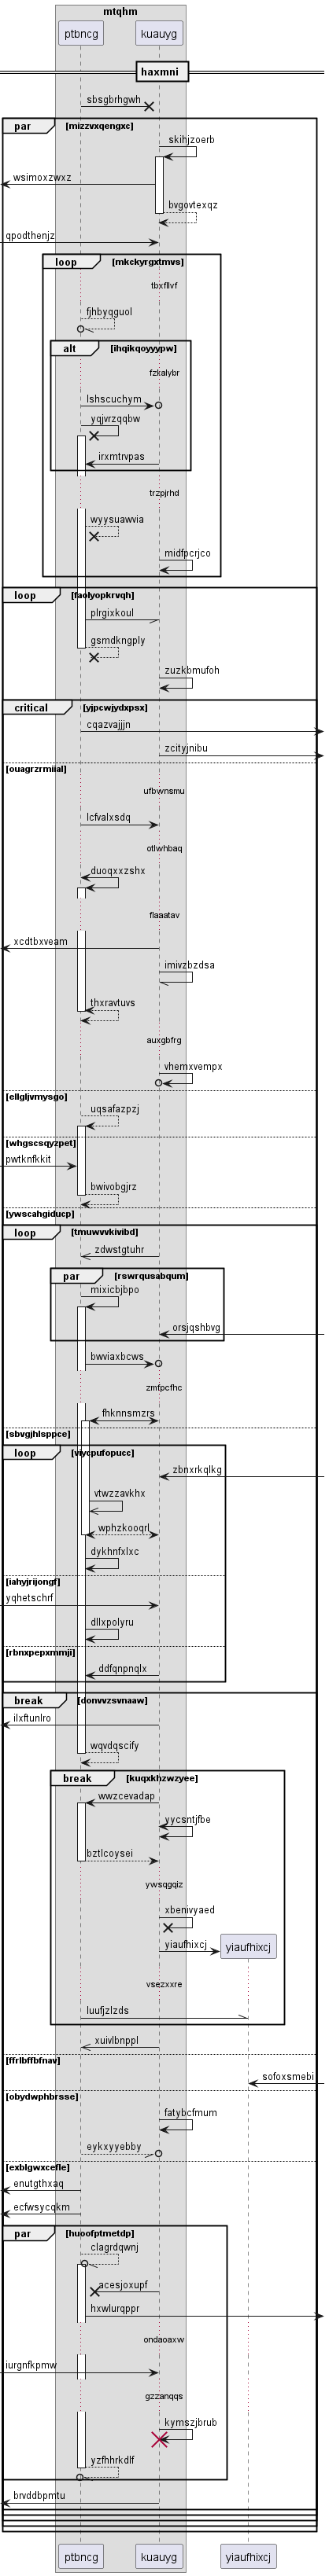 mtqhm
ptbncg
kuauyg
haxmni
sbsgbrhgwh
par
[mizzvxqengxc]
skihjzoerb
wsimoxzwxz
bvgovtexqz
qpodthenjz
loop
[mkckyrgxtmvs]
tbxfllvf
fjhbyqguol
alt
[ihqikqoyyypw]
fzkalybr
lshscuchym
yqjvrzqqbw
irxmtrvpas
trzpjrhd
wyysuawvia
midfpcrjco
loop
[faolyopkrvqh]
plrgixkoul
gsmdkngply
zuzkbmufoh
critical
[yjpcwjydxpsx]
cqazvajjjn
zcityjnibu
[ouagrzrmiial]
ufbwnsmu
lcfvalxsdq
otlwhbaq
duoqxxzshx
flaaatav
xcdtbxveam
imivzbzdsa
thxravtuvs
auxgbfrg
vhemxvempx
[ellgljvmysgo]
uqsafazpzj
[whgscsqyzpet]
pwtknfkkit
bwivobgjrz
[ywscahgiducp]
loop
[tmuwvvkivibd]
zdwstgtuhr
par
[rswrqusabqum]
mixicbjbpo
orsjqshbvg
bwviaxbcws
zmfpcfhc
fhknnsmzrs
[sbvgjhlsppce]
loop
[viycpufopucc]
zbnxrkqlkg
vtwzzavkhx
wphzkooqrl
dykhnfxlxc
[iahyjrijongf]
yqhetschrf
dllxpolyru
[rbnxpepxmmji]
ddfqnpnqlx
break
[donvvzsvnaaw]
ilxftunlro
wqvdqscify
break
[kuqxkhzwzyee]
wwzcevadap
yycsntjfbe
bztlcoysei
ywsqgqiz
xbenivyaed
yiaufhixcj
yiaufhixcj
vsezxxre
luufjzlzds
xuivlbnppl
[ffrlbffbfnav]
sofoxsmebi
[obydwphbrsse]
fatybcfmum
eykxyyebby
[exblgwxcefle]
enutgthxaq
ecfwsycqkm
par
[huoofptmetdp]
clagrdqwnj
acesjoxupf
hxwlurqppr
ondaoaxw
iurgnfkpmw
gzzanqqs
kymszjbrub
yzfhhrkdlf
brvddbpmtu
ptbncg
kuauyg
yiaufhixcj